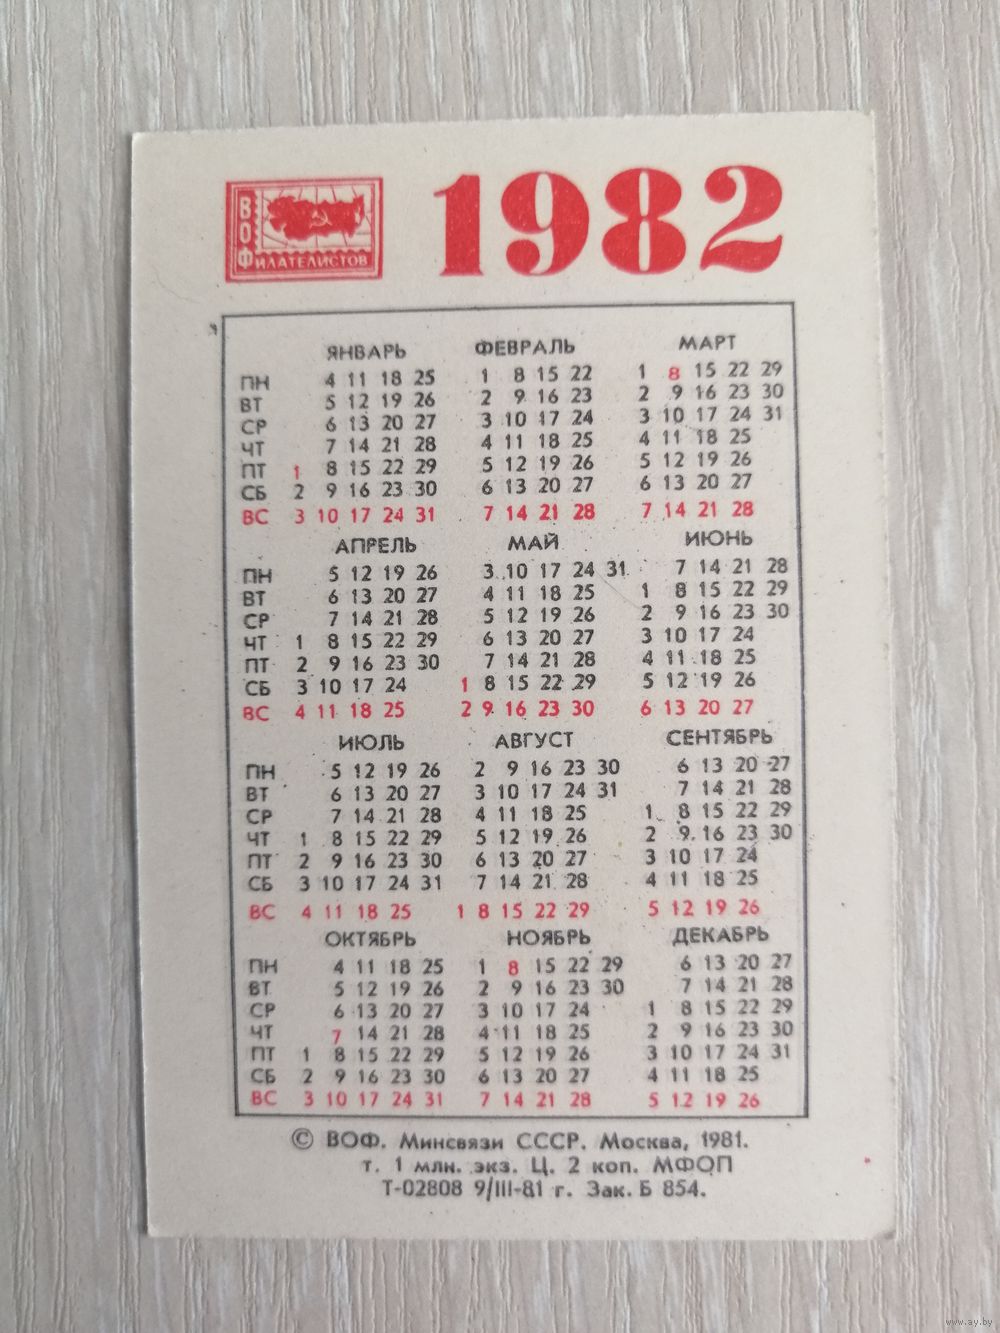 ВОФ
ФИЛАТЕЛИСТОВ
1982
ЯНВАРЬ ФЕВРАЛЬ МАРТ
ПН 4 11 18 25 1 8 15 22 1 8 15 22 29
ВТ 5 12 19 26 2 9 16 23 2 9 16 23 30
СР 6 13 20 27 3 10 17 24 3 10 17 24 31
ЧТ 7 14 21 28 4 11 18 25 4 11 18 25
ПТ 1 8 15 22 29 5 12 19 26 5 12 19 26
СБ 2 9 16 23 30 6 13 20 27 6 13 20 27
ВС 3 10 17 24 31 7 14 21 28 7 14 21 28
АПРЕЛЬ МАЙ ИЮНЬ
ПН 5 12 19 26 3 10 17 24 31 7 14 21 28
ВТ 6 13 20 27 4 11 18 25 1 8 15 22 29
СР 7 14 21 28 5 12 19 26 2 9 16 23 30
ЧТ 1 8 15 22 29 6 13 20 27 3 10 17 24
ПТ 2 9 16 23 30 7 14 21 28 4 11 18 25
СБ 3 10 17 24 1 8 15 22 29 5 12 19 26
ВС 4 11 18 25 2 9 16 23 30 6 13 20 27
ИЮЛЬ АВГУСТ СЕНТЯБРЬ
ПН 5 12 19 26 2 9 16 23 30 6 13 20 27
ВТ 6 13 20 27 3 10 17 24 31 7 14 21 28
СР 7 14 21 28 4 11 18 25 1 8 15 22 29
ЧТ 1 8 15 22 29 5 12 19 26 2 9 16 23 30
ПТ 2 9 16 23 30 6 13 20 27 3 10 17 24
СБ 3 10 17 24 31 7 14 21 28 4 11 18 25
ВС 4 11 18 25 1 8 15 22 29 5 12 19 26
ОКТЯБРЬ НОЯБРЬ ДЕКАБРЬ
ПН 4 11 18 25 1 8 15 22 29 6 13 20 27
ВТ 5 12 19 26 2 9 16 23 30 7 14 21 28
СР 6 13 20 27 3 10 17 24 1 8 15 22 29
ЧТ 7 14 21 28 4 11 18 25 2 9 16 23 30
ПТ 1 8 15 22 29 5 12 19 26 3 10 17 24 31
СБ 2 9 16 23 30 6 13 20 27 4 11 18 25
ВС 3 10 17 24 31 7 14 21 28 5 12 19 26
© ВОФ. Минсвязи СССР. Москва, 1981.
т. 1 млн. экз. Ц. 2 коп. МФОП
Т-02808 9/III-81 г. Зак. Б 854.
www.ay.by